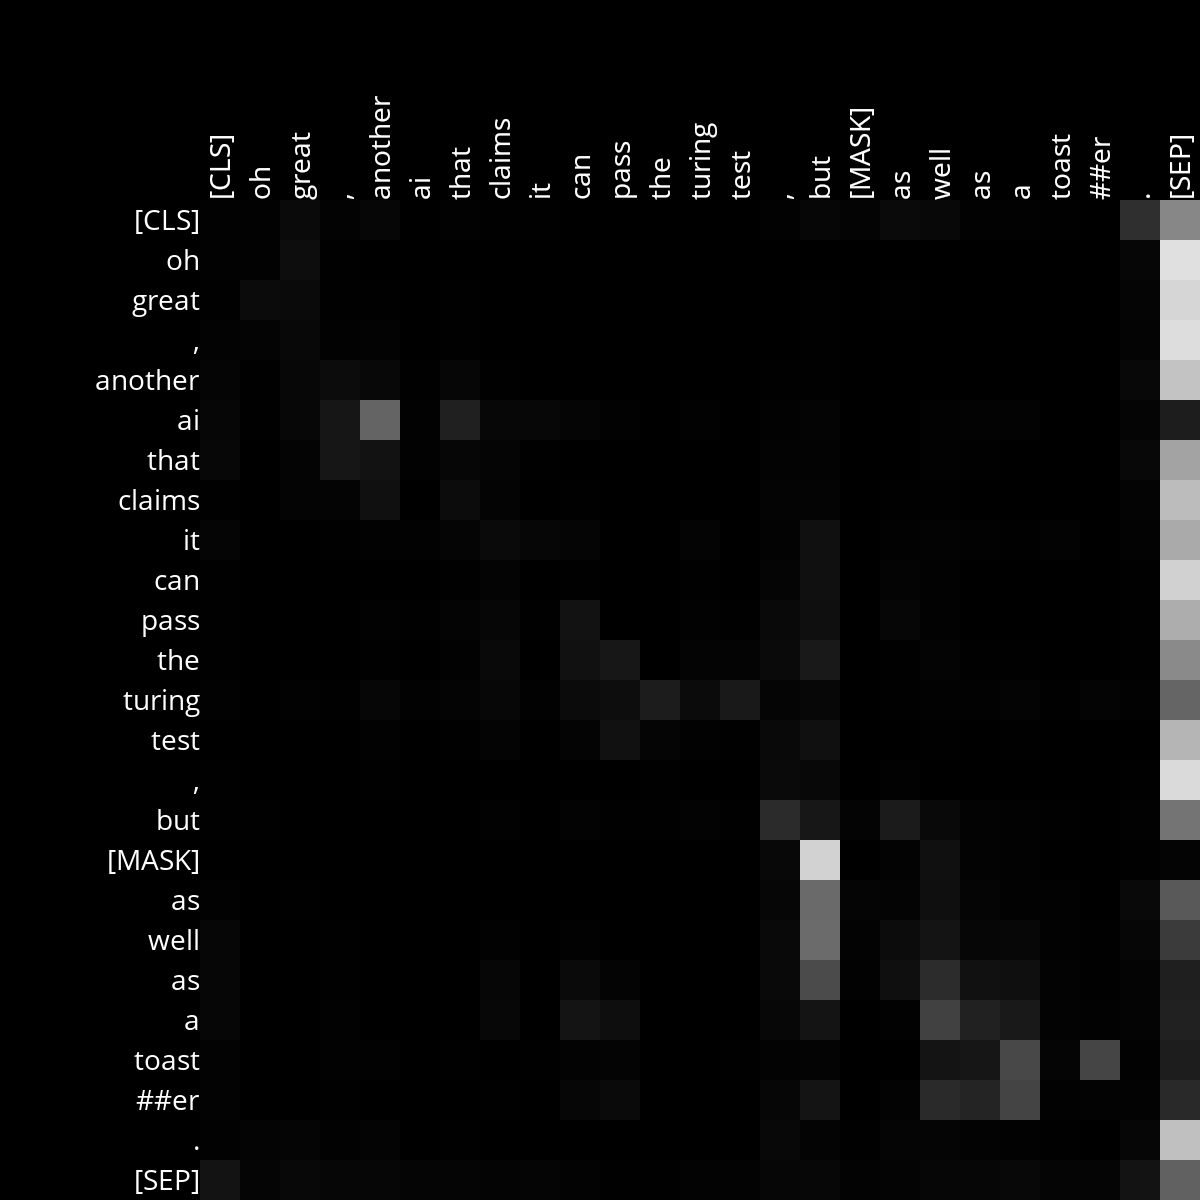 [CLS] oh great , another ai that claims it can pass the turing test , but [MASK] as well as a toast ##er . [SEP]
[CLS]
oh
great
,
another
ai
that
claims
it
can
pass
the
turing
test
,
but
[MASK]
as
well
as
a
toast
##er
.
[SEP]